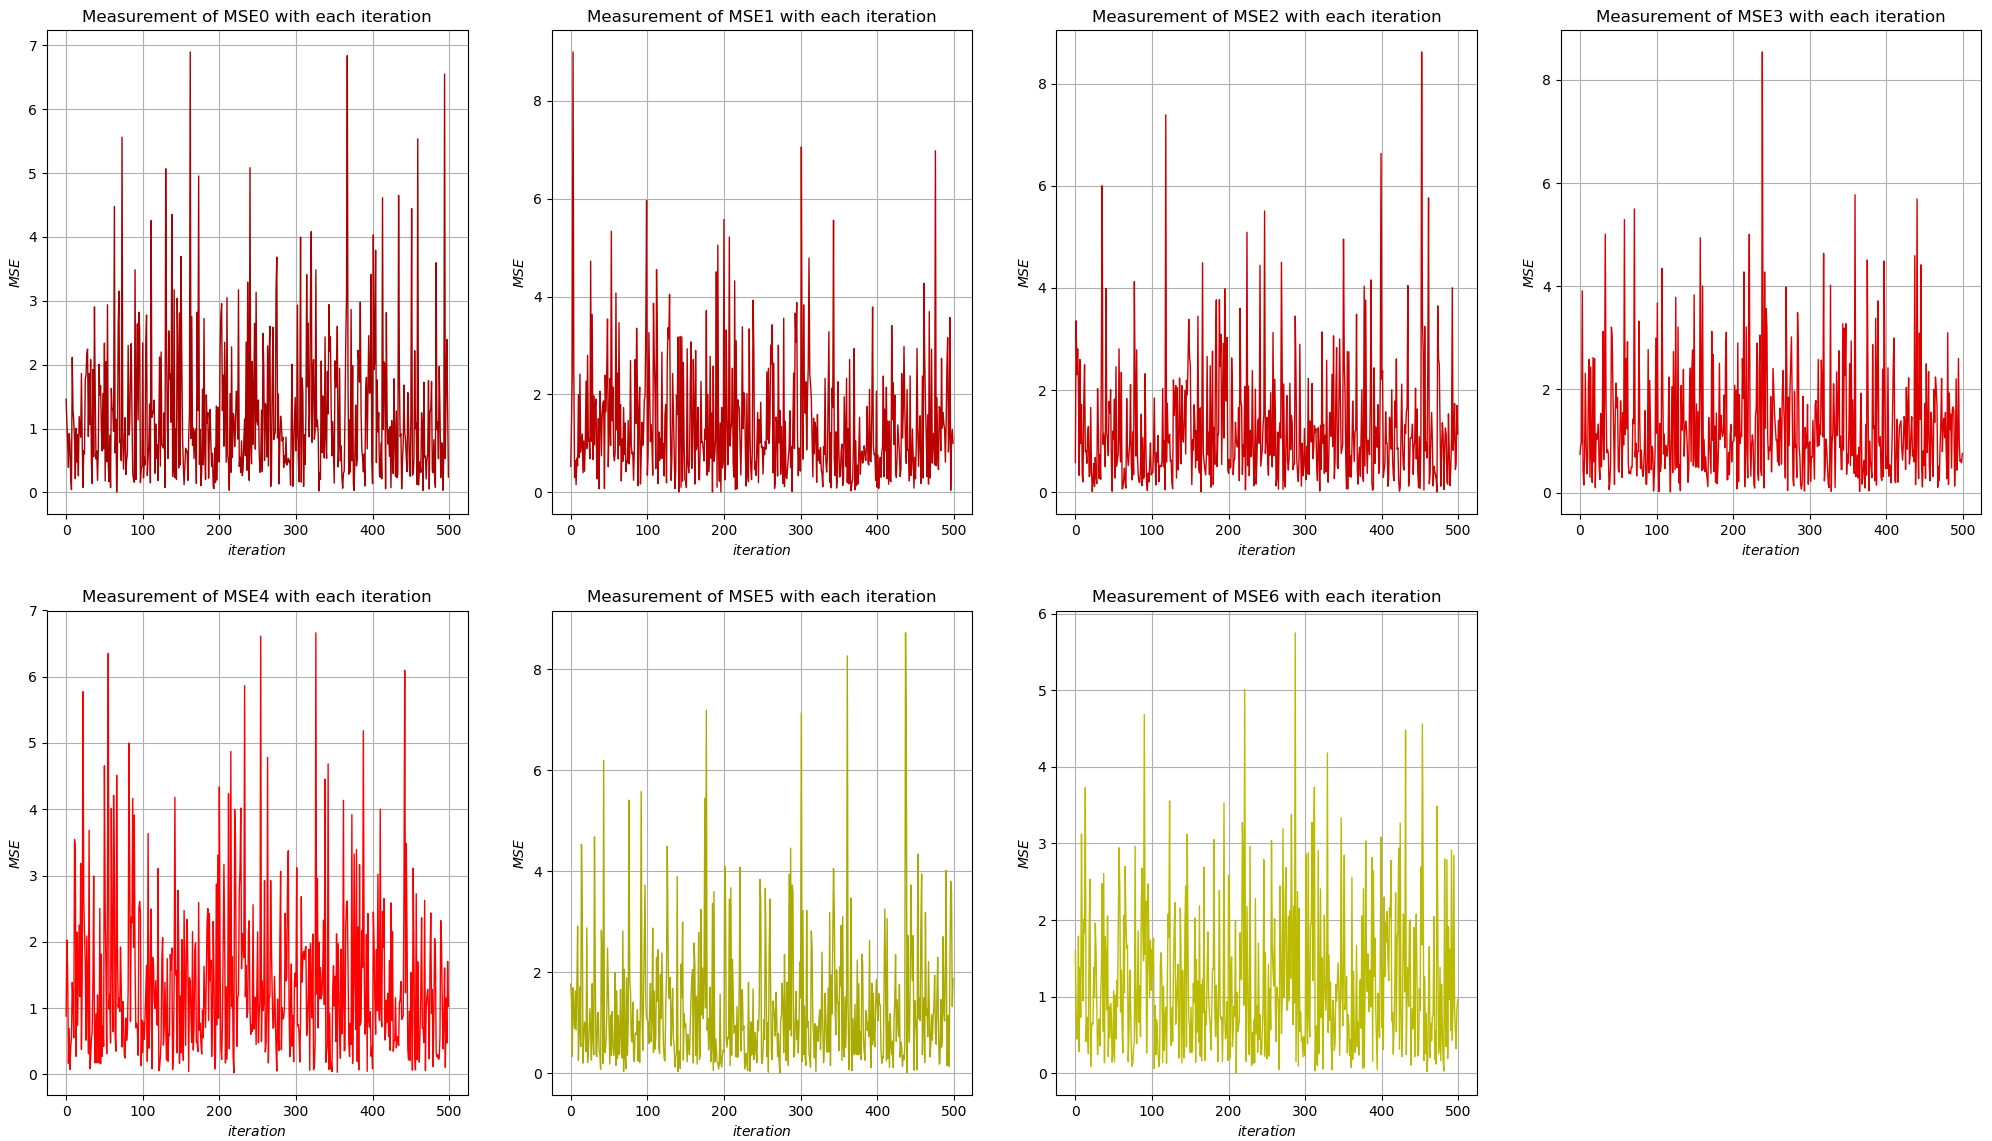 Measurement of MSE0 with each iteration
7
6
5
4
3
2
1
0
MSE
0 100 200 300 400 500
iteration
Measurement of MSE1 with each iteration
8
6
4
2
0
MSE
0 100 200 300 400 500
iteration
Measurement of MSE2 with each iteration
8
6
4
2
0
MSE
0 100 200 300 400 500
iteration
Measurement of MSE3 with each iteration
8
6
4
2
0
MSE
0 100 200 300 400 500
iteration
Measurement of MSE4 with each iteration
7
6
5
4
3
2
1
0
MSE
0 100 200 300 400 500
iteration
Measurement of MSE5 with each iteration
8
6
4
2
0
MSE
0 100 200 300 400 500
iteration
Measurement of MSE6 with each iteration
6
5
4
3
2
1
0
MSE
0 100 200 300 400 500
iteration